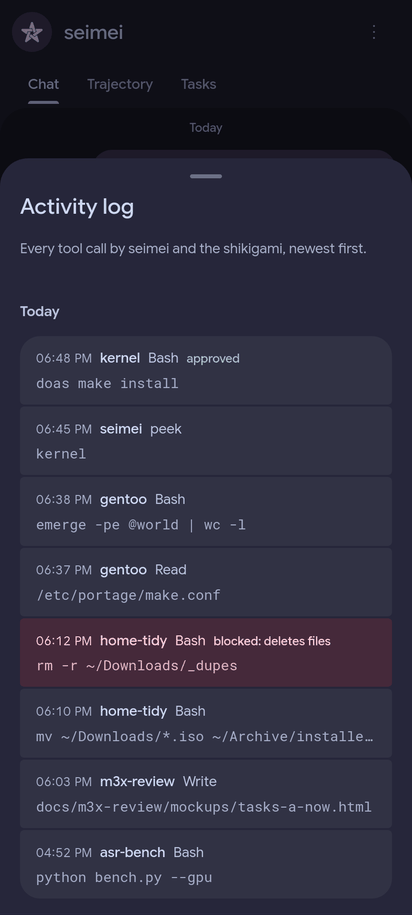 seimei
Chat Trajectory Tasks
Today
Activity log
Every tool call by seimei and the shikigami, newest first.
Today
06:48 PM kernel Bash approved
doas make install
06:45 PM seimei peek
kernel
06:38 PM gentoo Bash
emerge -pe @world | wc -l
06:37 PM gentoo Read
/etc/portage/make.conf
06:12 PM home-tidy Bash blocked: deletes files
rm -r ~/Downloads/_dupes
06:10 PM home-tidy Bash
mv ~/Downloads/*.iso ~/Archive/installe…
06:03 PM m3x-review Write
docs/m3x-review/mockups/tasks-a-now.html
04:52 PM asr-bench Bash
python bench.py --gpu